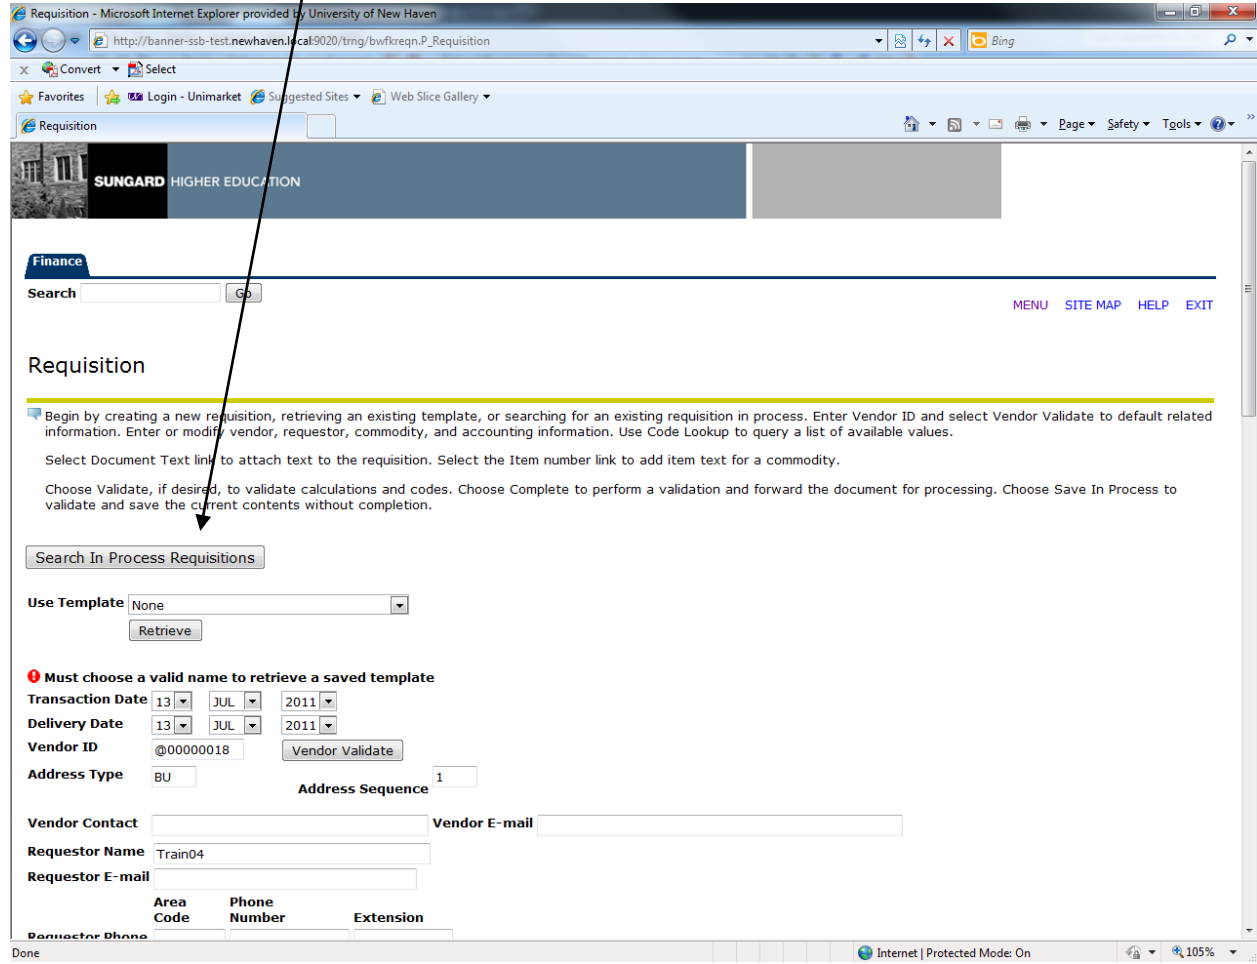 Requisition - Microsoft Internet Explorer provided by University of New Haven
http://banner-ssb-test.newhaven.local:9020/trng/bwfkreqn.P_Requisition
Bing
x Convert Select
Favorites Login - Unimarket Suggested Sites Web Slice Gallery
Requisition Page Safety Tools
SUNGARD HIGHER EDUCATION
Finance
Search Go
MENU SITE MAP HELP EXIT
Requisition
Begin by creating a new requisition, retrieving an existing template, or searching for an existing requisition in process. Enter Vendor ID and select Vendor Validate to default related
information. Enter or modify vendor, requestor, commodity, and accounting information. Use Code Lookup to query a list of available values.
Select Document Text link to attach text to the requisition. Select the Item number link to add item text for a commodity.
Choose Validate, if desired, to validate calculations and codes. Choose Complete to perform a validation and forward the document for processing. Choose Save In Process to
validate and save the current contents without completion.
Search In Process Requisitions
Use Template None
Retrieve
Must choose a valid name to retrieve a saved template
Transaction Date 13 JUL 2011
Delivery Date 13 JUL 2011
Vendor ID @00000018 Vendor Validate
Address Type BU Address Sequence 1
Vendor Contact Vendor E-mail
Requestor Name Train04
Requestor E-mail
Area Phone
Code Number Extension
Requestor Phone
Done Internet | Protected Mode: On 105%